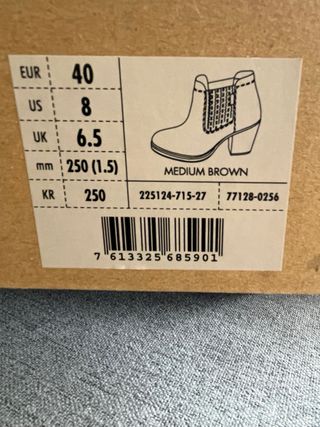 EUR 40
US 8
UK 6.5
mm 250 (1.5)
KR 250
MEDIUM BROWN
225124-715-27 77128-0256
7 613325 685901